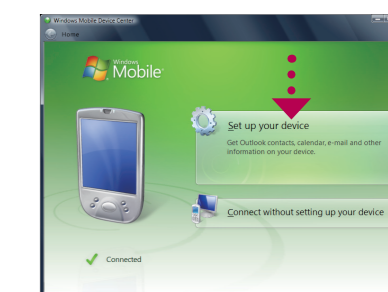 Windows Mobile Device Center
Home
Windows
Mobile
Set up your device
Get Outlook contacts, calendar, e-mail and other
information on your device.
Connect without setting up your device
Connected